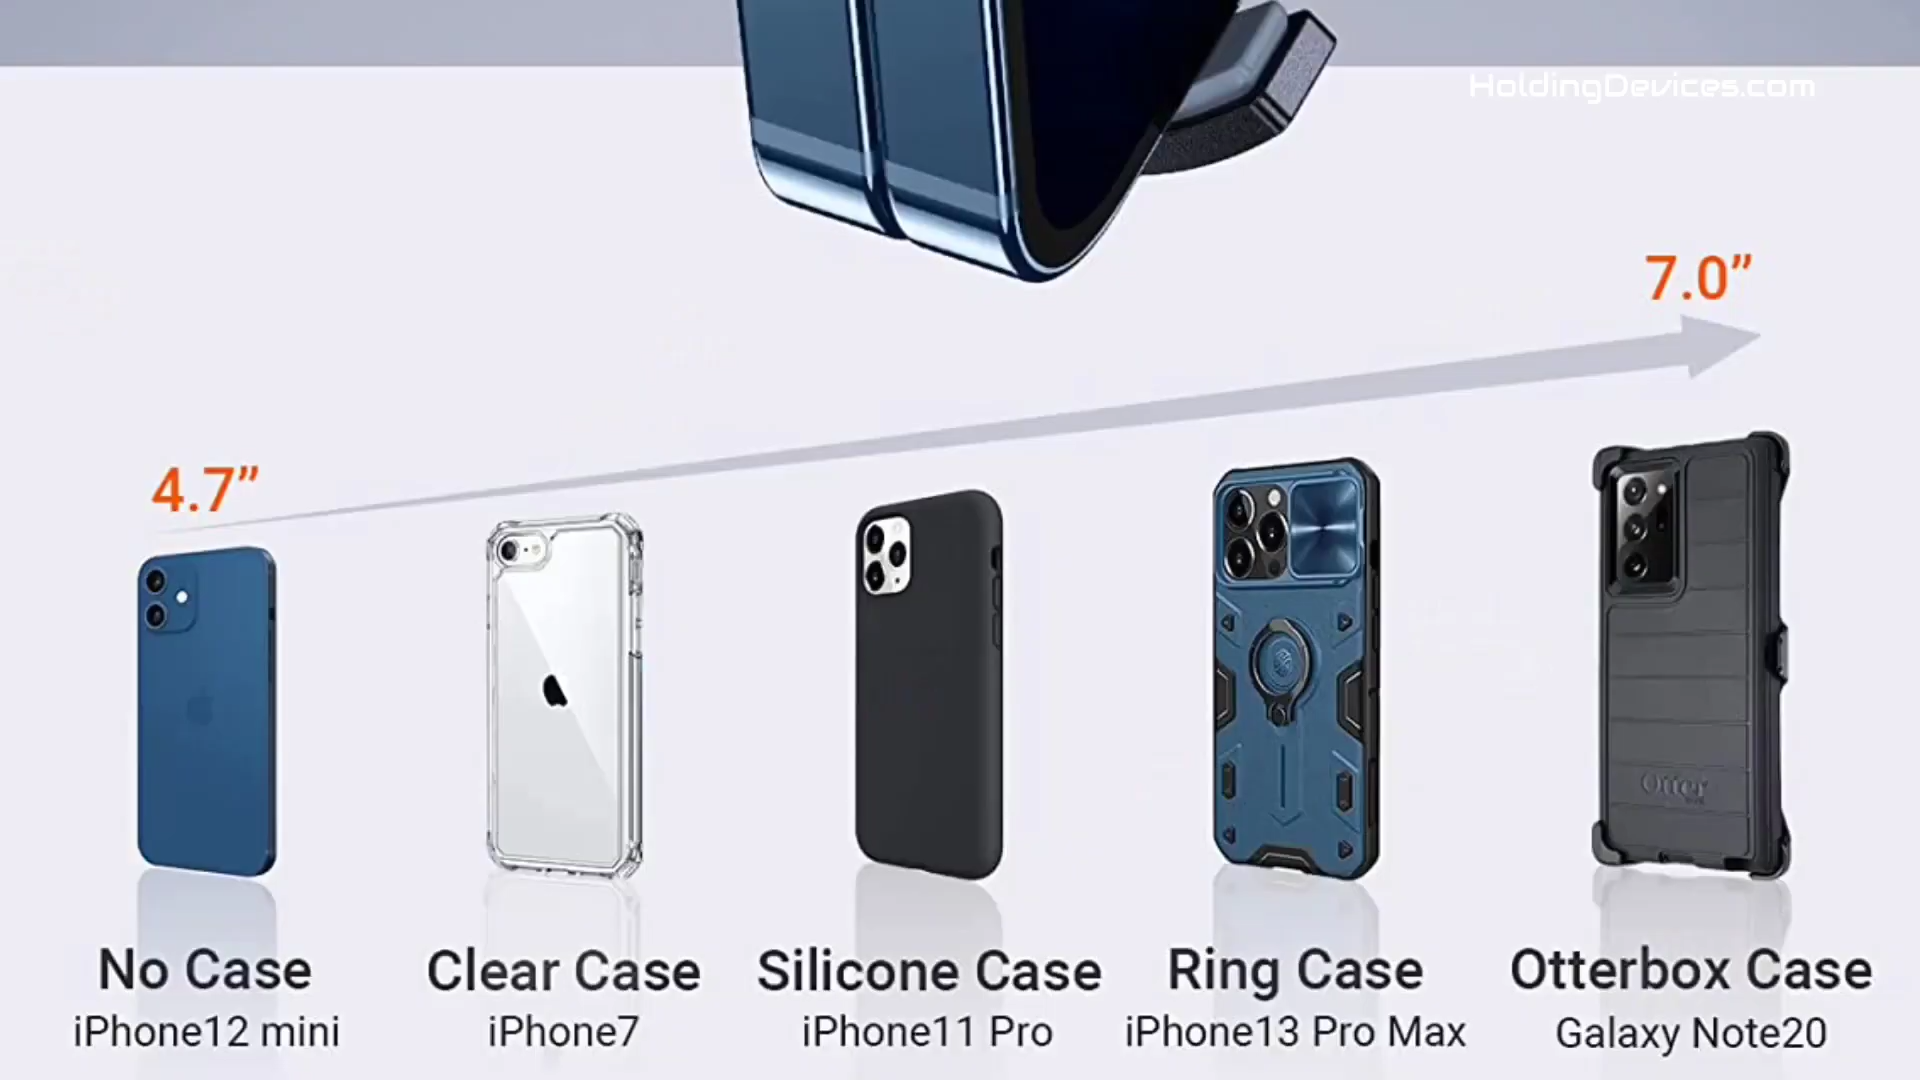 HoldingDevices.com
7.0”
4.7”
Otter
No Case
Clear Case
Silicone Case
Ring Case
Otterbox Case
iPhone12 mini
iPhone7
iPhone11 Pro
iPhone13 Pro Max
Galaxy Note20